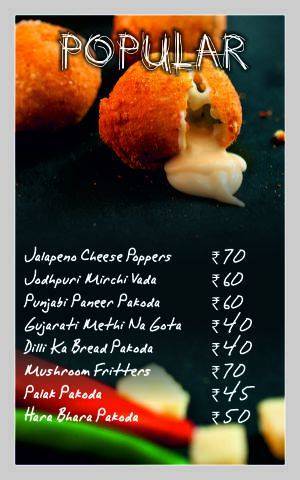 POPULAR
Jalapeno Cheese Poppers ₹70
Jodhpuri Mirchi Vada ₹60
Punjabi Paneer Pakoda ₹60
Gujarati Methi Na Gota ₹40
Dilli Ka Bread Pakoda ₹40
Mushroom Fritters ₹70
Palak Pakoda ₹45
Hara Bhara Pakoda ₹50